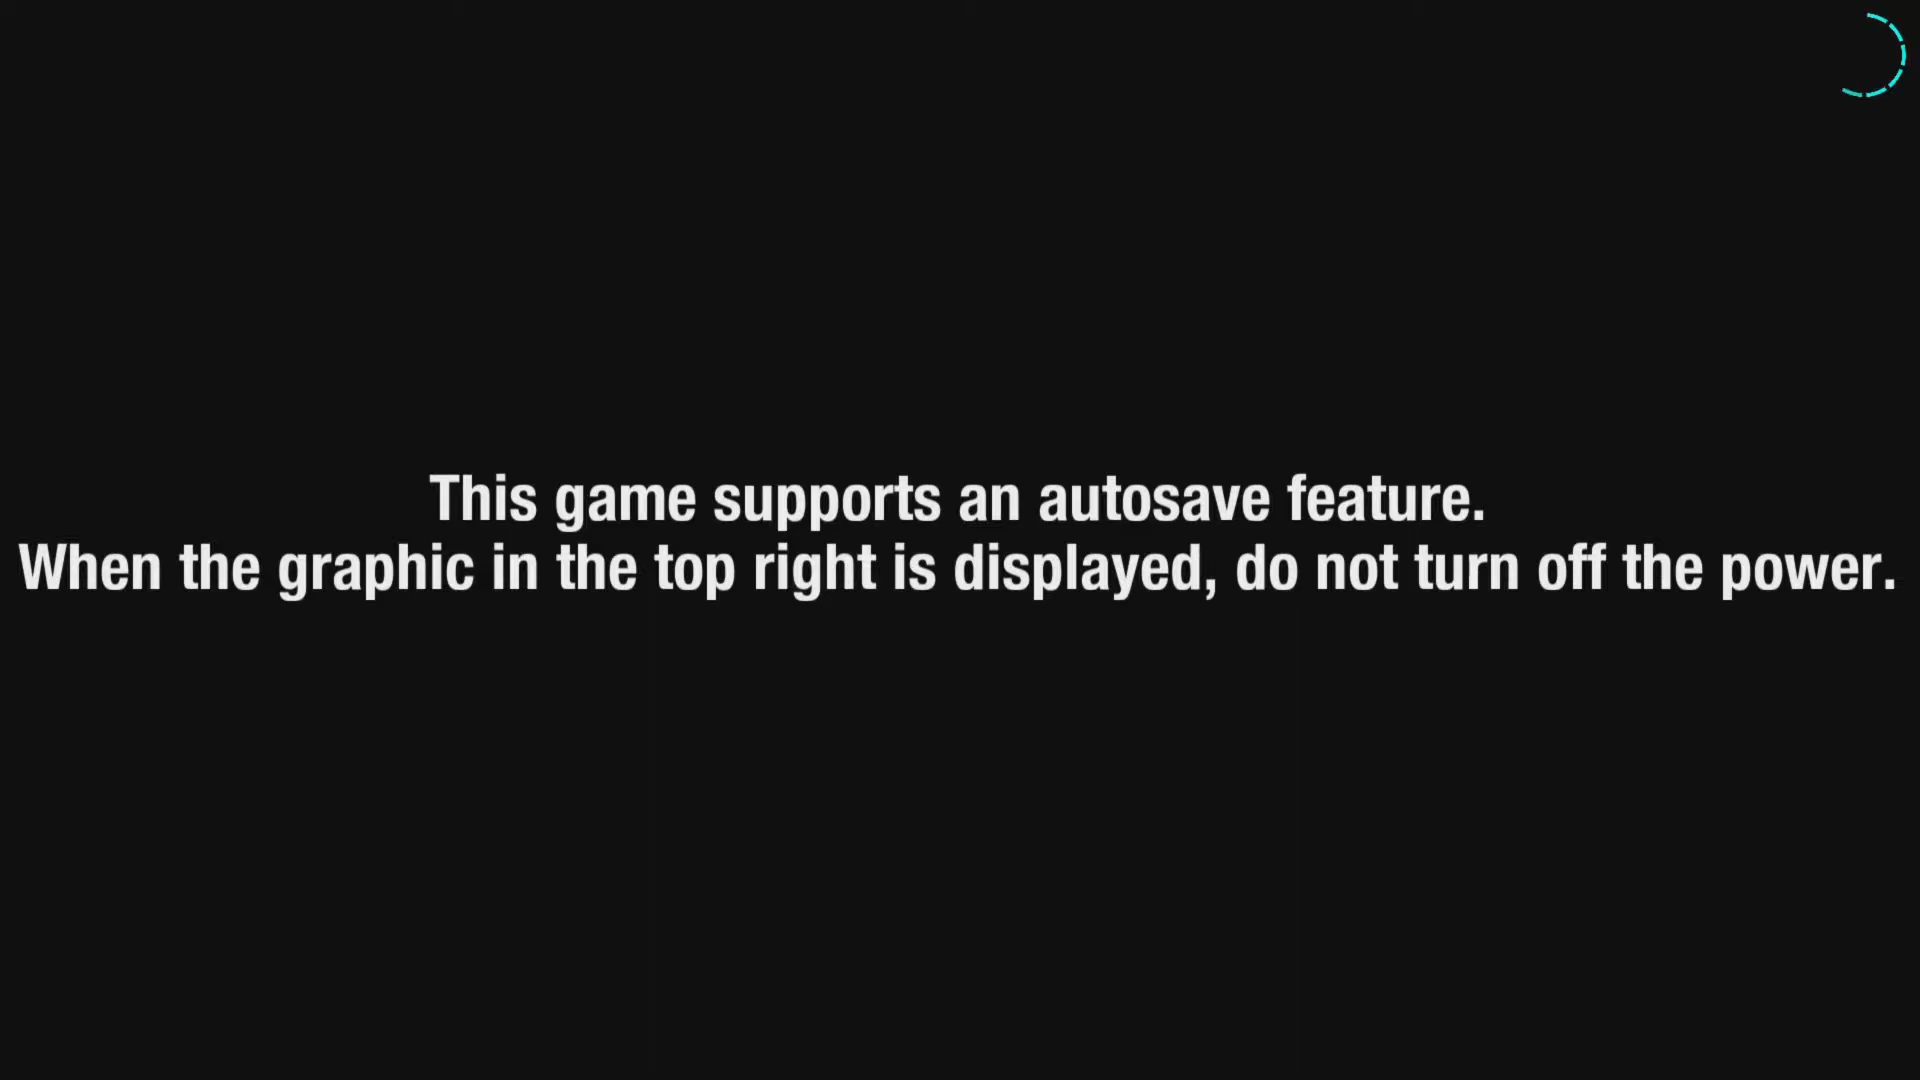 This game supports an autosave feature.
When the graphic in the top right is displayed, do not turn off the power.